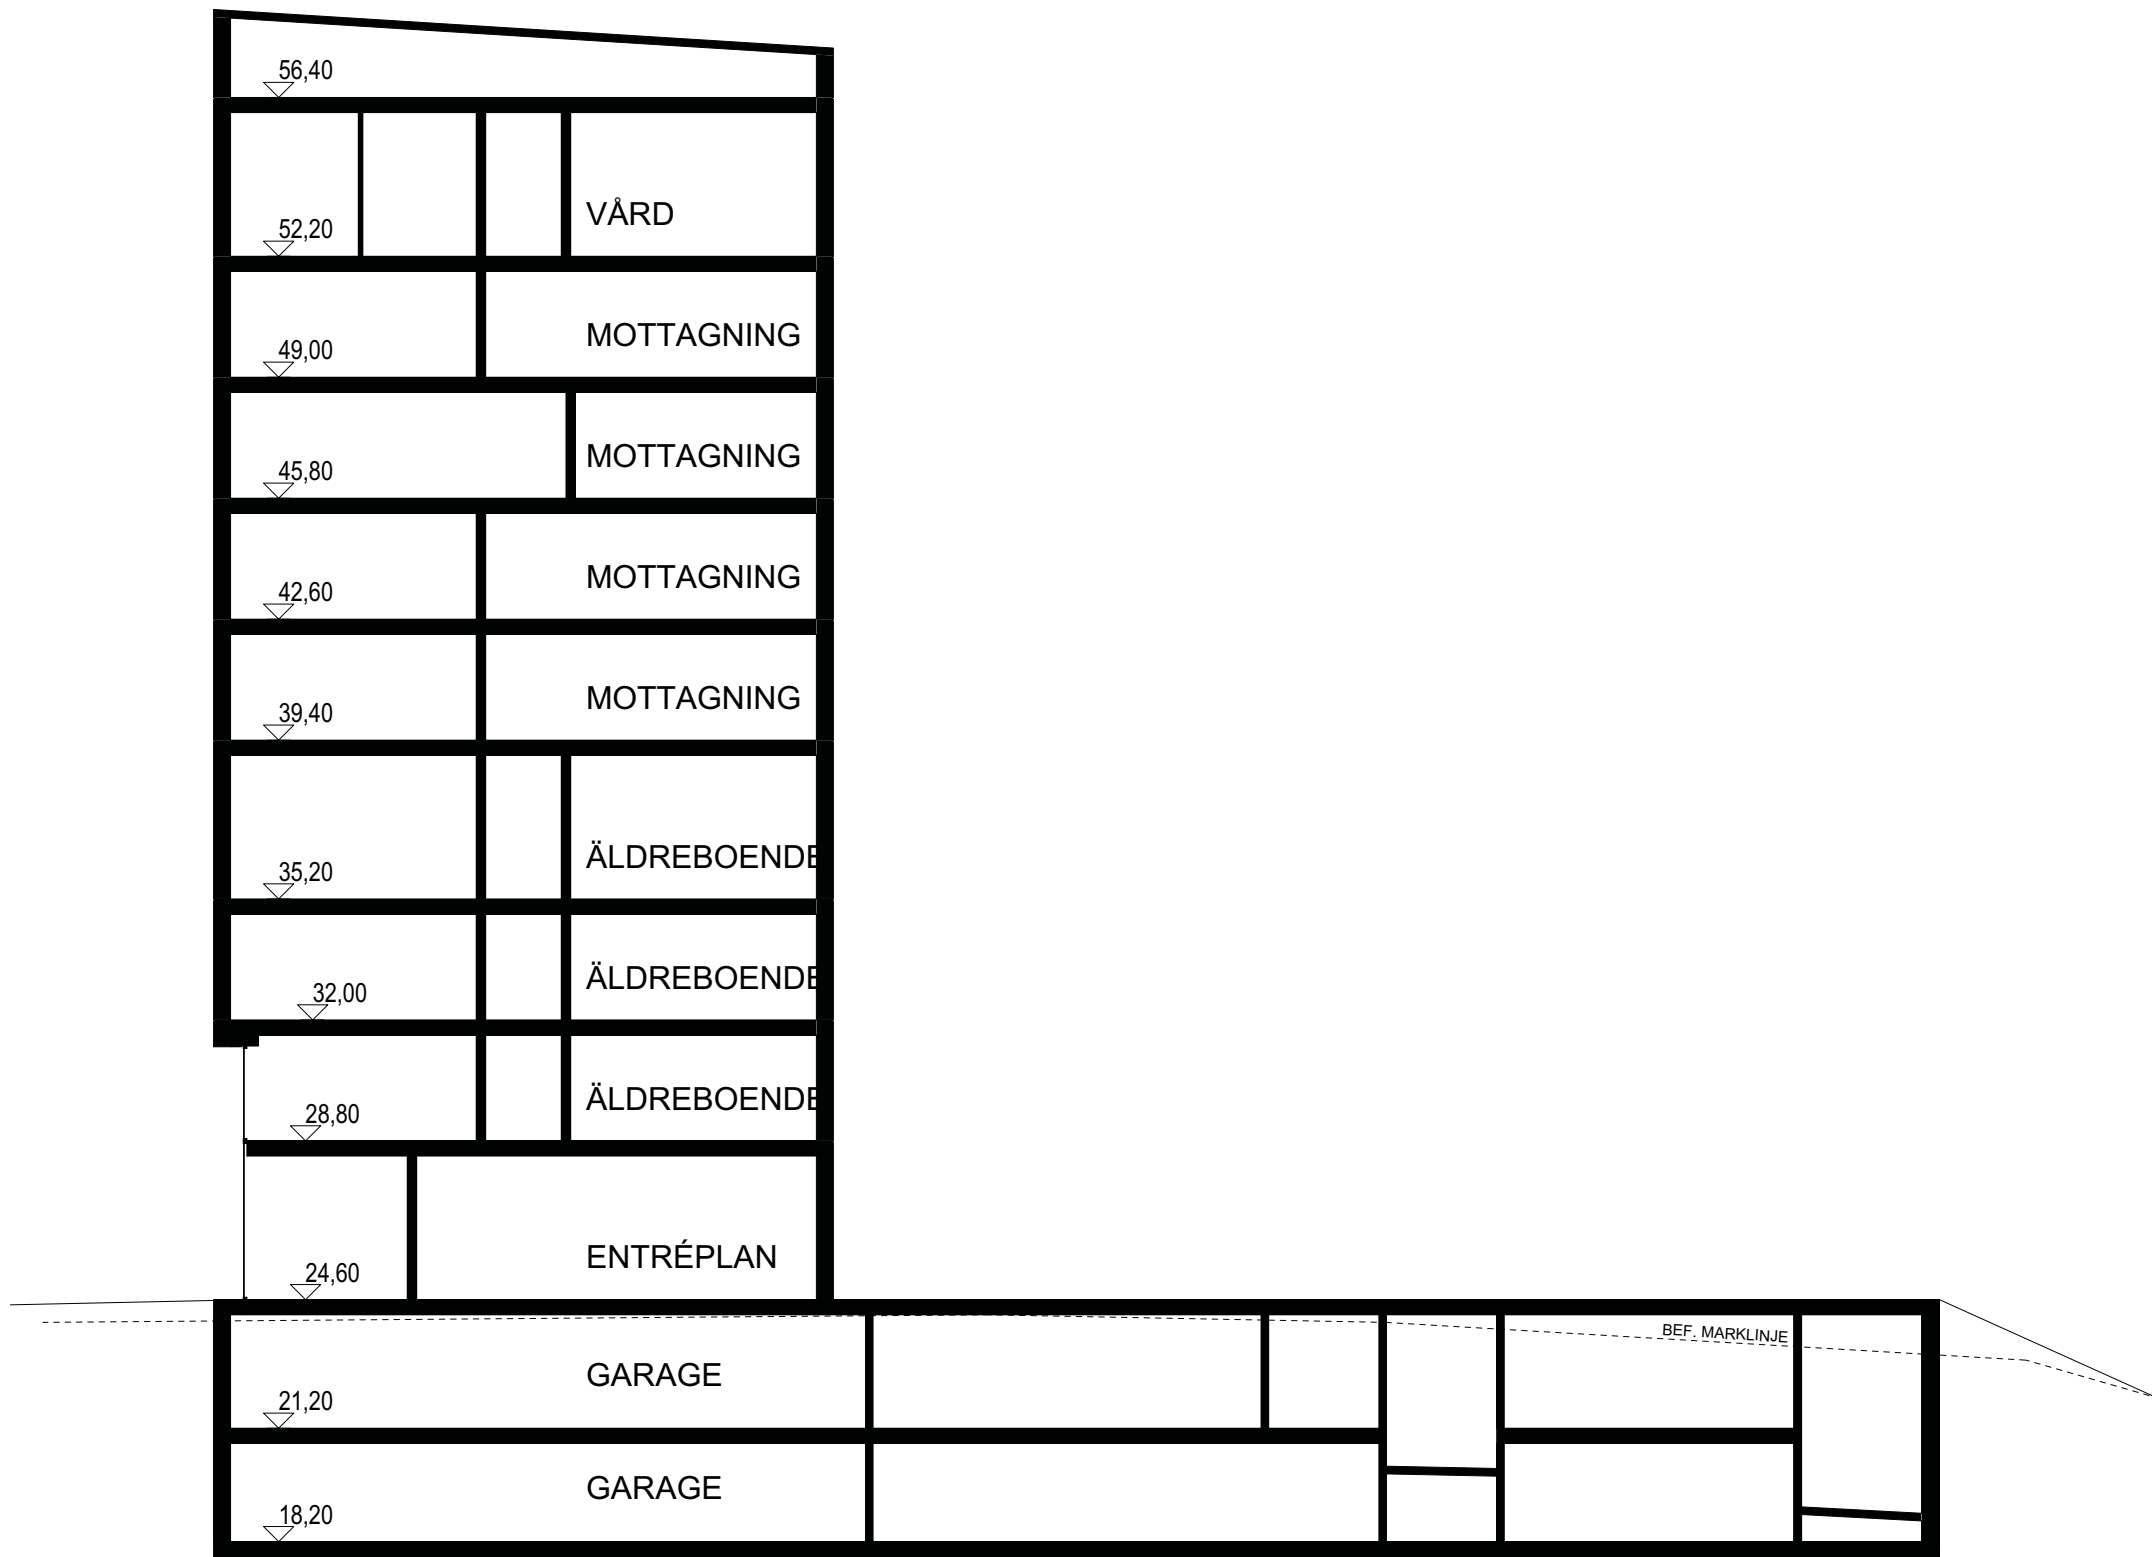 56,40
VÅRD
52,20
MOTTAGNING
49,00
MOTTAGNING
45,80
MOTTAGNING
42,60
MOTTAGNING
39,40
ÄLDREBOENDE
35,20
ÄLDREBOENDE
32,00
ÄLDREBOENDE
28,80
ENTRÉPLAN
24,60
BEF. MARKLINJE
GARAGE
21,20
GARAGE
18,20